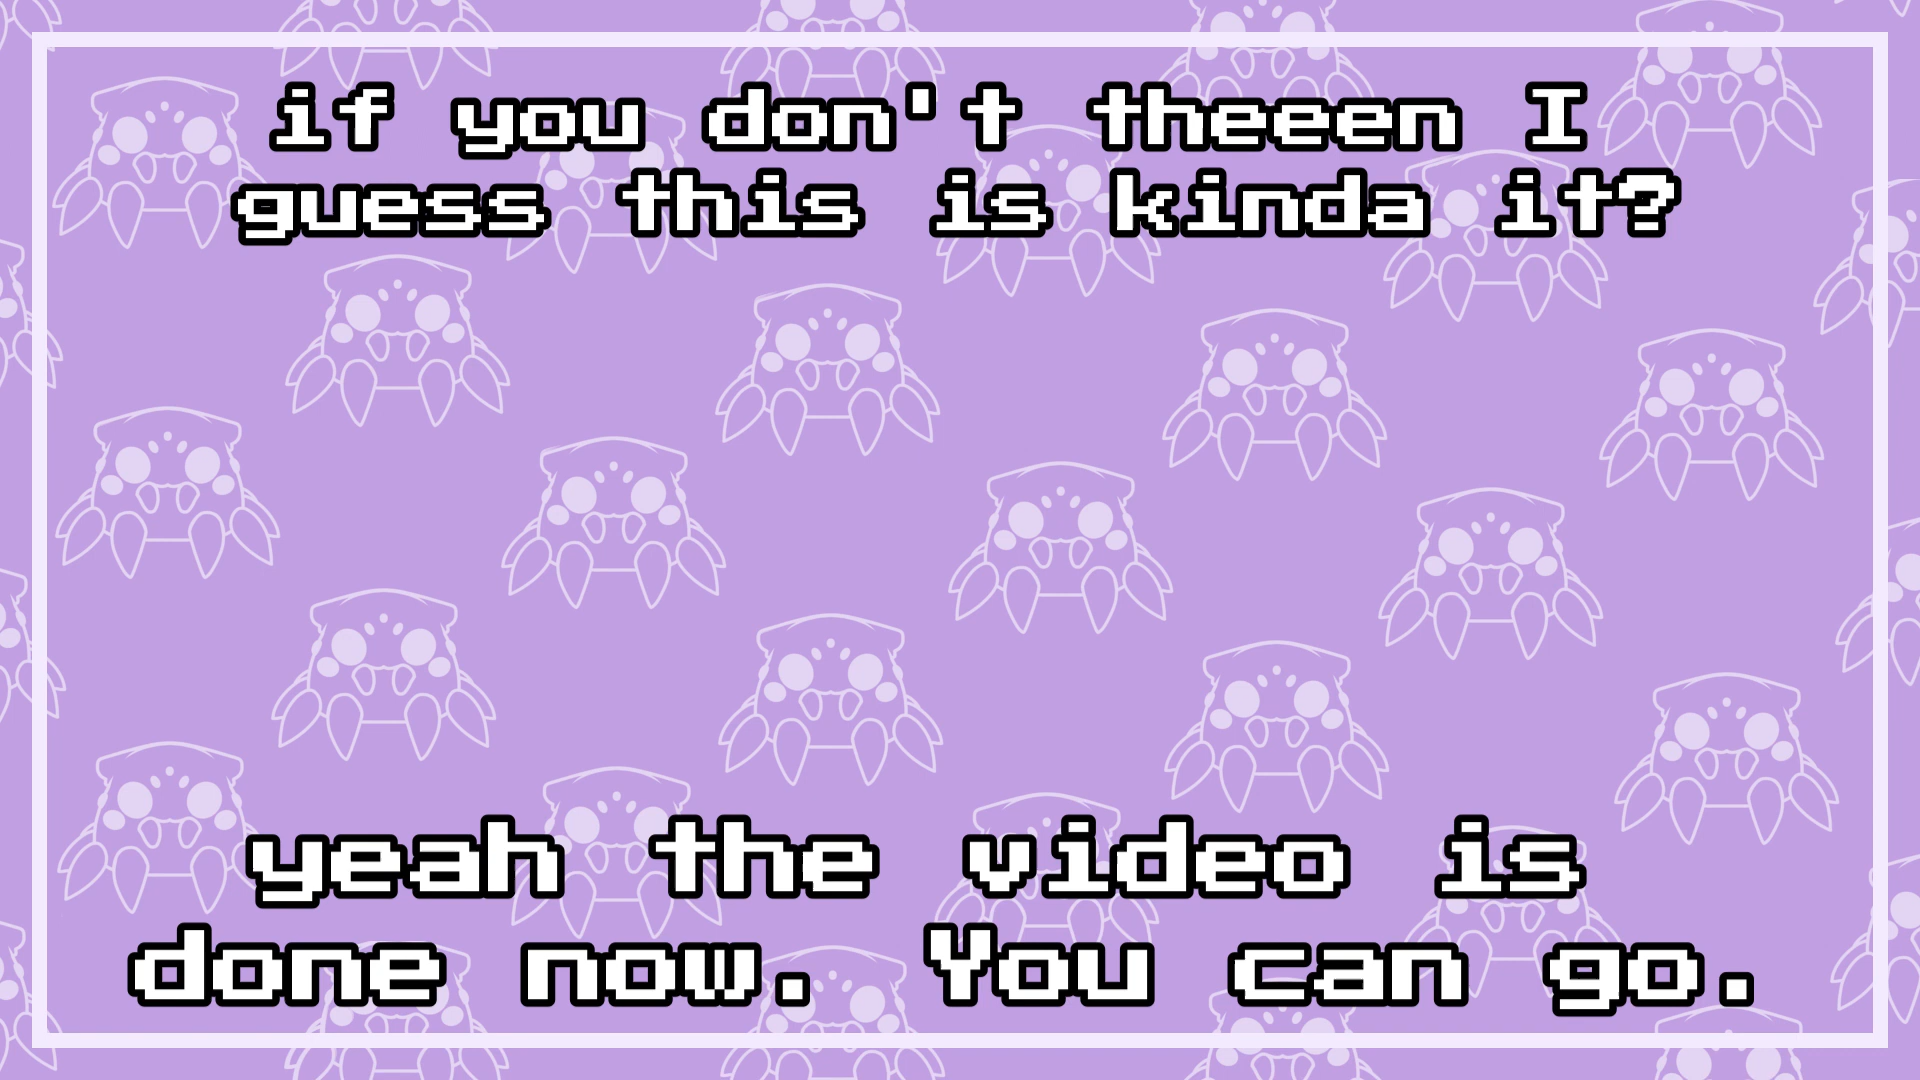 if you don't theeen I
guess this is kinda it?
yeah the video is
done now. You can go.